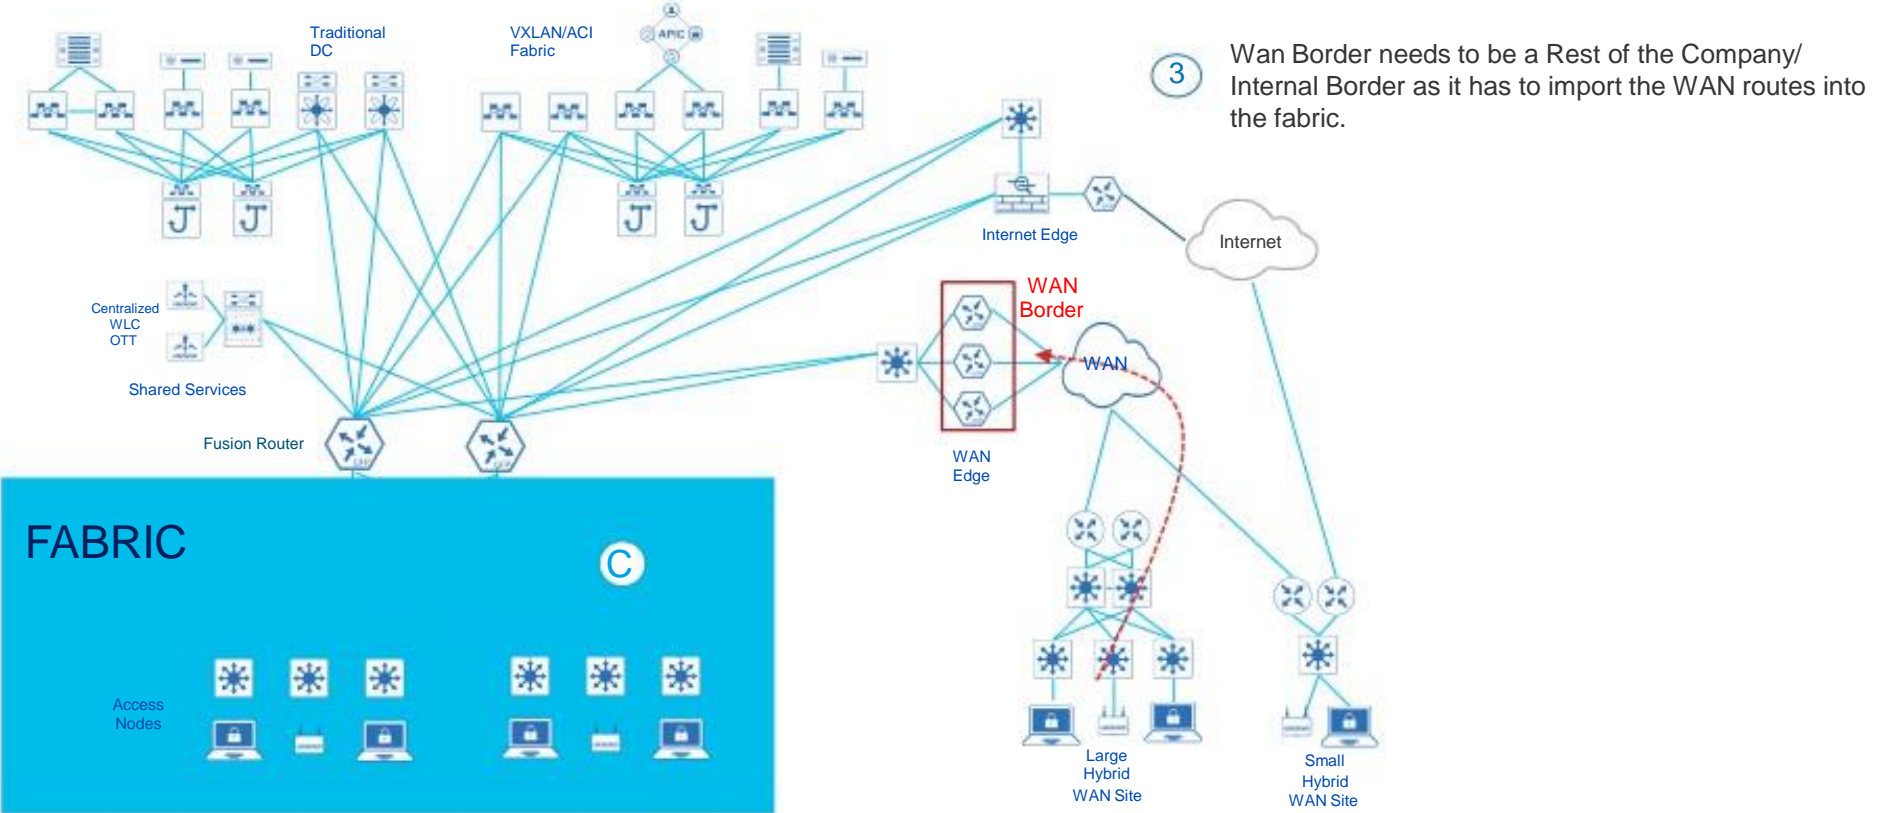 Traditional
DC
VXLAN/ACI
Fabric
APIC
3
Wan Border needs to be a Rest of the Company/
Internal Border as it has to import the WAN routes into
the fabric.
Internet Edge
Internet
Centralized
WLC
OTT
Shared Services
WAN
Border
WAN
Fusion Router
WAN
Edge
FABRIC
C
Access
Nodes
Large
Hybrid
WAN Site
Small
Hybrid
WAN Site